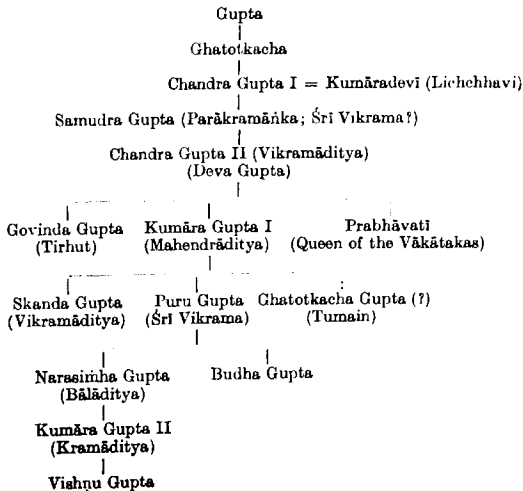 Gupta
Ghatotkacha
Chandra Gupta I = Kumāradevī (Lichchhavi)
Samudra Gupta (Parākramāṅka; Śrī Vikrama?)
Chandra Gupta II (Vikramāditya)
(Deva Gupta)
Govinda Gupta Kumāra Gupta I Prabhāvatī
(Tirhut) (Mahendrāditya) (Queen of the Vākāṭakas)
Skanda Gupta Puru Gupta Ghatotkacha Gupta (?)
(Vikramāditya) (Śrī Vikrama) (Tumain)
Narasiṁha Gupta Budha Gupta
(Bālāditya)
Kumāra Gupta II
(Kramāditya)
Vishṇu Gupta